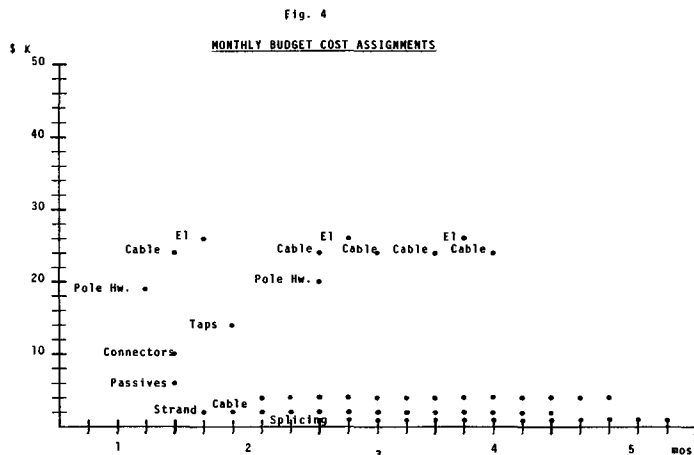 Fig. 4
MONTHLY BUDGET COST ASSIGNMENTS
$ K
50
40
30
El El El
Cable Cable Cable Cable Cable
20
Pole Hw. Pole Hw.
Taps
10
Connectors
Passives
Strand Cable
Splicing
1 2 3 4 5 mos